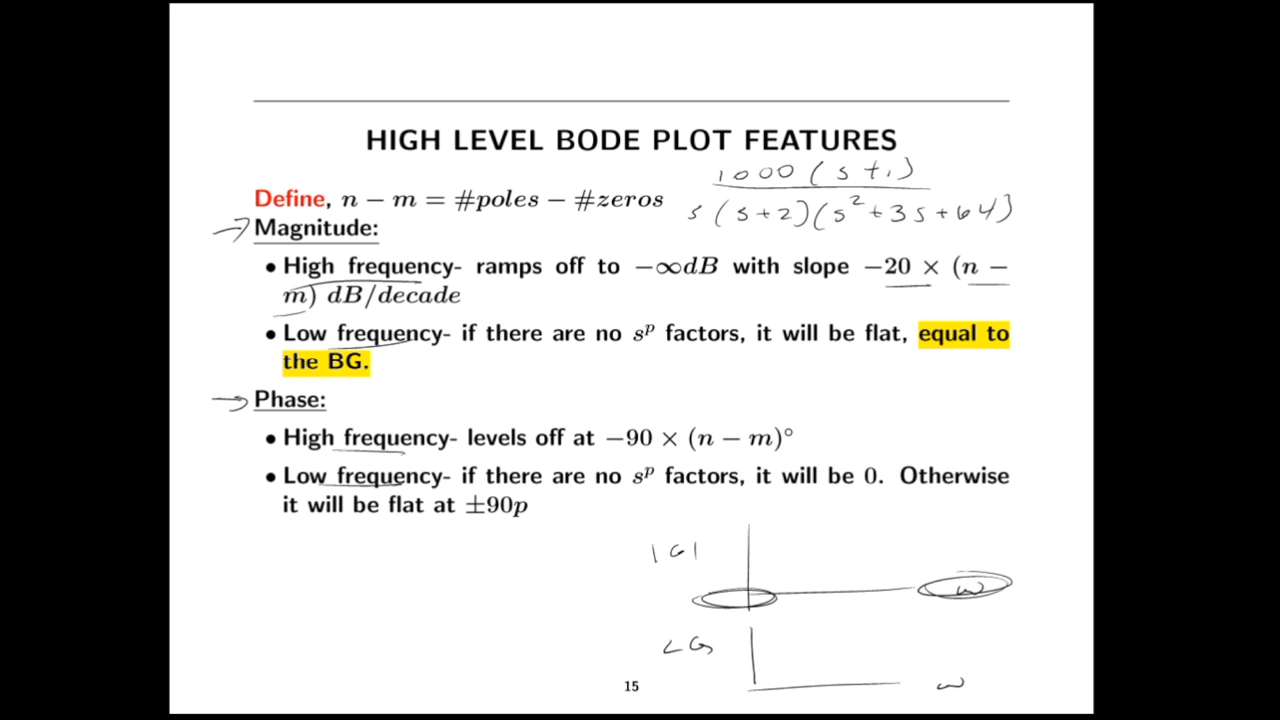 HIGH LEVEL BODE PLOT FEATURES
1000 (s+1)
Define, n − m = #poles − #zeros
s (s+2)(s²+3s+64)
Magnitude:
• High frequency- ramps off to −∞dB with slope −20 × (n −
m) dB/decade
• Low frequency- if there are no sᵖ factors, it will be flat, equal to
the BG.
Phase:
• High frequency- levels off at −90 × (n − m)°
• Low frequency- if there are no sᵖ factors, it will be 0. Otherwise
it will be flat at ±90p
|G|
ω
∠G
15
ω